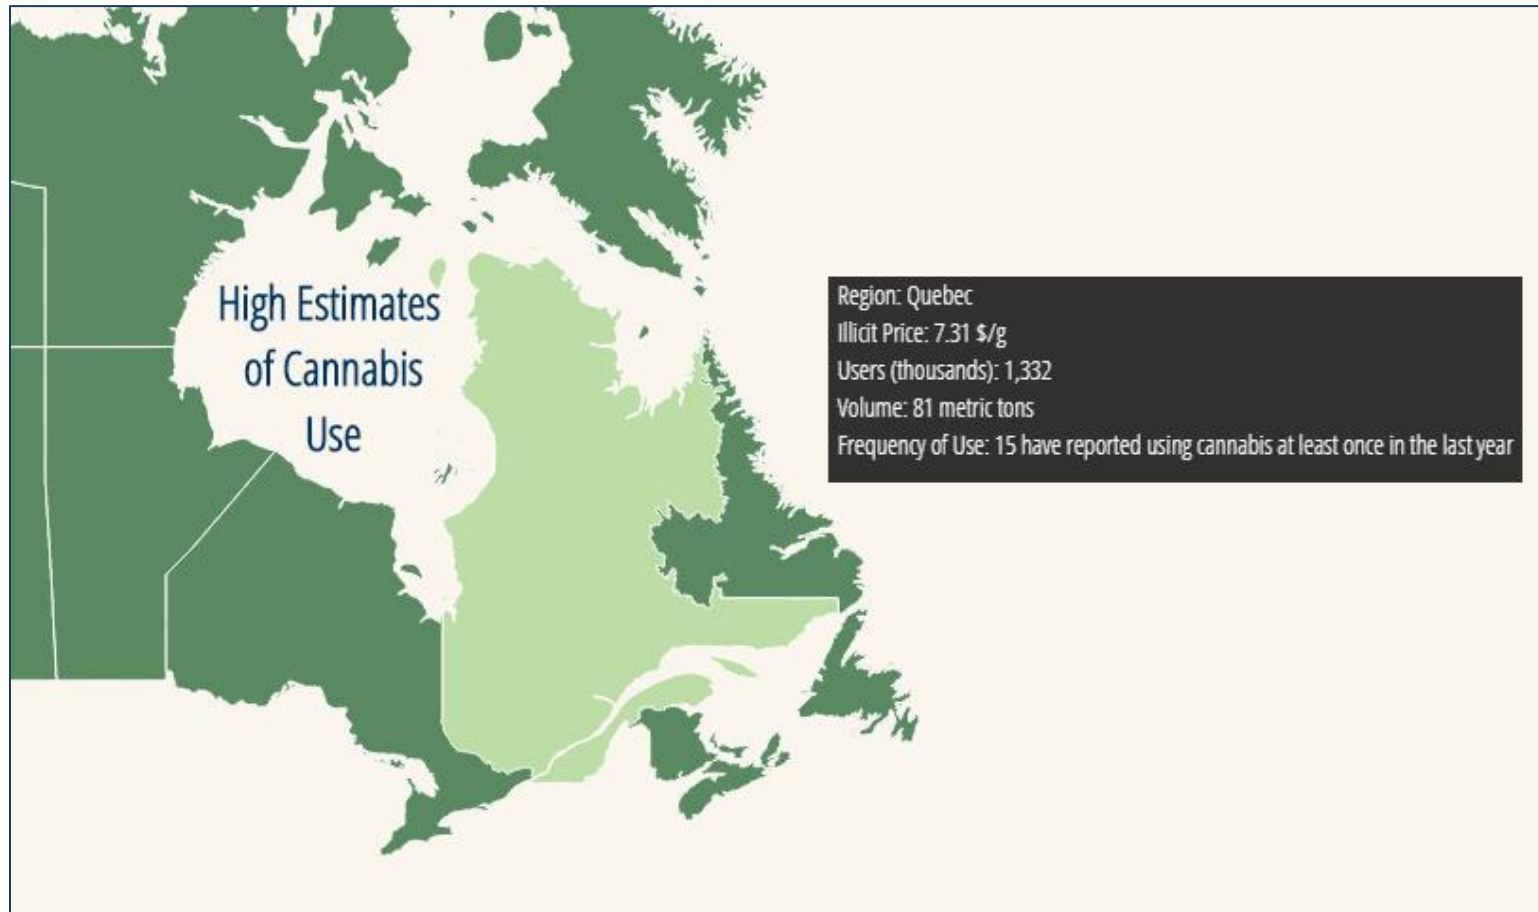 High Estimates
of Cannabis
Use
Region: Quebec
Illicit Price: 7.31 $/g
Users (thousands): 1,332
Volume: 81 metric tons
Frequency of Use: 15 have reported using cannabis at least once in the last year